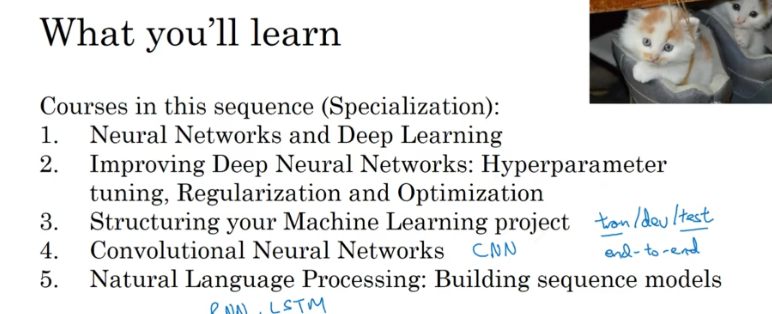 What you'll learn
Courses in this sequence (Specialization):
1. Neural Networks and Deep Learning
2. Improving Deep Neural Networks: Hyperparameter
tuning, Regularization and Optimization
3. Structuring your Machine Learning project train/dev/test
end-to-end
4. Convolutional Neural Networks CNN
5. Natural Language Processing: Building sequence models
RNN, LSTM